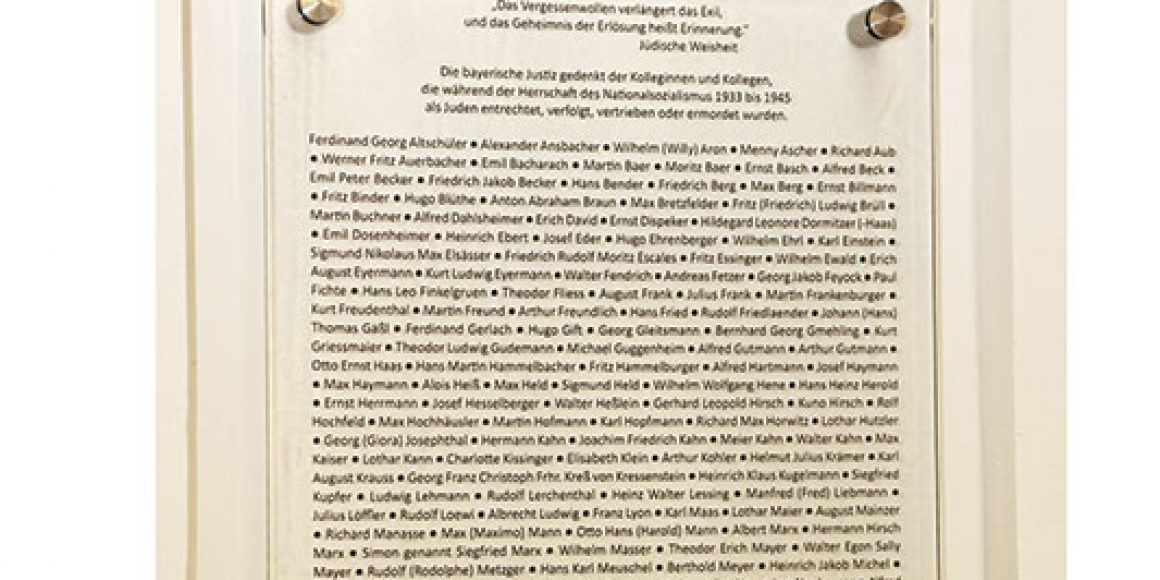 „Das Vergessenwollen verlängert das Exil,
und das Geheimnis der Erlösung heißt Erinnerung.“
Jüdische Weisheit
Die bayerische Justiz gedenkt der Kolleginnen und Kollegen,
die während der Herrschaft des Nationalsozialismus 1933 bis 1945
als Juden entrechtet, verfolgt, vertrieben oder ermordet wurden.
Ferdinand Georg Altschüler • Alexander Ansbacher • Wilhelm (Willy) Aron • Menny Ascher • Richard Aub
• Werner Fritz Auerbacher • Emil Bacharach • Martin Baer • Moritz Baer • Ernst Basch • Alfred Beck •
Emil Peter Becker • Friedrich Jakob Becker • Hans Bender • Friedrich Berg • Max Berg • Ernst Billmann
• Fritz Binder • Hugo Blüthe • Anton Abraham Braun • Max Bretzfelder • Fritz (Friedrich) Ludwig Brüll •
Martin Buchner • Alfred Dahlsheimer • Erich David • Ernst Dispeker • Hildegard Leonore Dormitzer (-Haas)
• Emil Dosenheimer • Heinrich Ebert • Josef Eder • Hugo Ehrenberger • Wilhelm Ehrl • Karl Einstein •
Sigmund Nikolaus Max Elsässer • Friedrich Rudolf Moritz Escales • Fritz Essinger • Wilhelm Ewald • Erich
August Eyermann • Kurt Ludwig Eyermann • Walter Fendrich • Andreas Fetzer • Georg Jakob Feyock • Paul
Fichte • Hans Leo Finkelgruen • Theodor Fliess • August Frank • Julius Frank • Martin Frankenburger •
Kurt Freudenthal • Martin Freund • Arthur Freundlich • Hans Fried • Rudolf Friedlaender • Johann (Hans)
Thomas Gäßl • Ferdinand Gerlach • Hugo Gift • Georg Gleitsmann • Bernhard Georg Gmehling • Kurt
Griessmaier • Theodor Ludwig Gudemann • Michael Guggenheim • Alfred Gutmann • Arthur Gutmann •
Otto Ernst Haas • Hans Martin Hammelbacher • Fritz Hammelburger • Alfred Hartmann • Josef Haymann
• Max Haymann • Alois Heiß • Max Held • Sigmund Held • Wilhelm Wolfgang Hene • Hans Heinz Herold
• Ernst Herrmann • Josef Hesselberger • Walter Heßlein • Gerhard Leopold Hirsch • Kuno Hirsch • Rolf
Hochfeld • Max Hochhäusler • Martin Hofmann • Karl Hopfmann • Richard Max Horwitz • Lothar Hutzler
• Georg (Giora) Josephthal • Hermann Kahn • Joachim Friedrich Kahn • Meier Kahn • Walter Kahn • Max
Kaiser • Lothar Kann • Charlotte Kissinger • Elisabeth Klein • Arthur Kohler • Helmut Julius Krämer • Karl
August Krauss • Georg Franz Christoph Frhr. Kreß von Kressenstein • Heinrich Klaus Kugelmann • Siegfried
Kupfer • Ludwig Lehmann • Rudolf Lerchenthal • Heinz Walter Lessing • Manfred (Fred) Liebmann •
Julius Löffler • Rudolf Loewi • Albrecht Ludwig • Franz Lyon • Karl Maas • Lothar Maier • August Mainzer
• Richard Manasse • Max (Maximo) Mann • Otto Hans (Harold) Mann • Albert Marx • Hermann Hirsch
Marx • Simon genannt Siegfried Marx • Wilhelm Masser • Theodor Erich Mayer • Walter Egon Sally
Mayer • Rudolf (Rodolphe) Metzger • Hans Karl Meuschel • Berthold Meyer • Heinrich Jakob Michel •